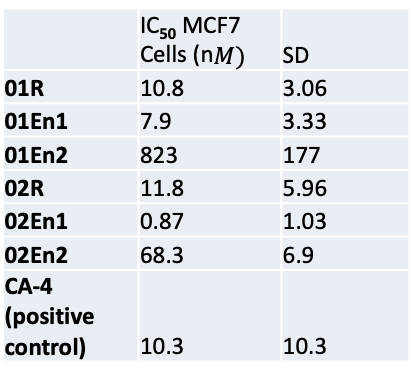 IC50 MCF7
Cells (nM) SD
01R 10.8 3.06
01En1 7.9 3.33
01En2 823 177
02R 11.8 5.96
02En1 0.87 1.03
02En2 68.3 6.9
CA-4
(positive
control) 10.3 10.3